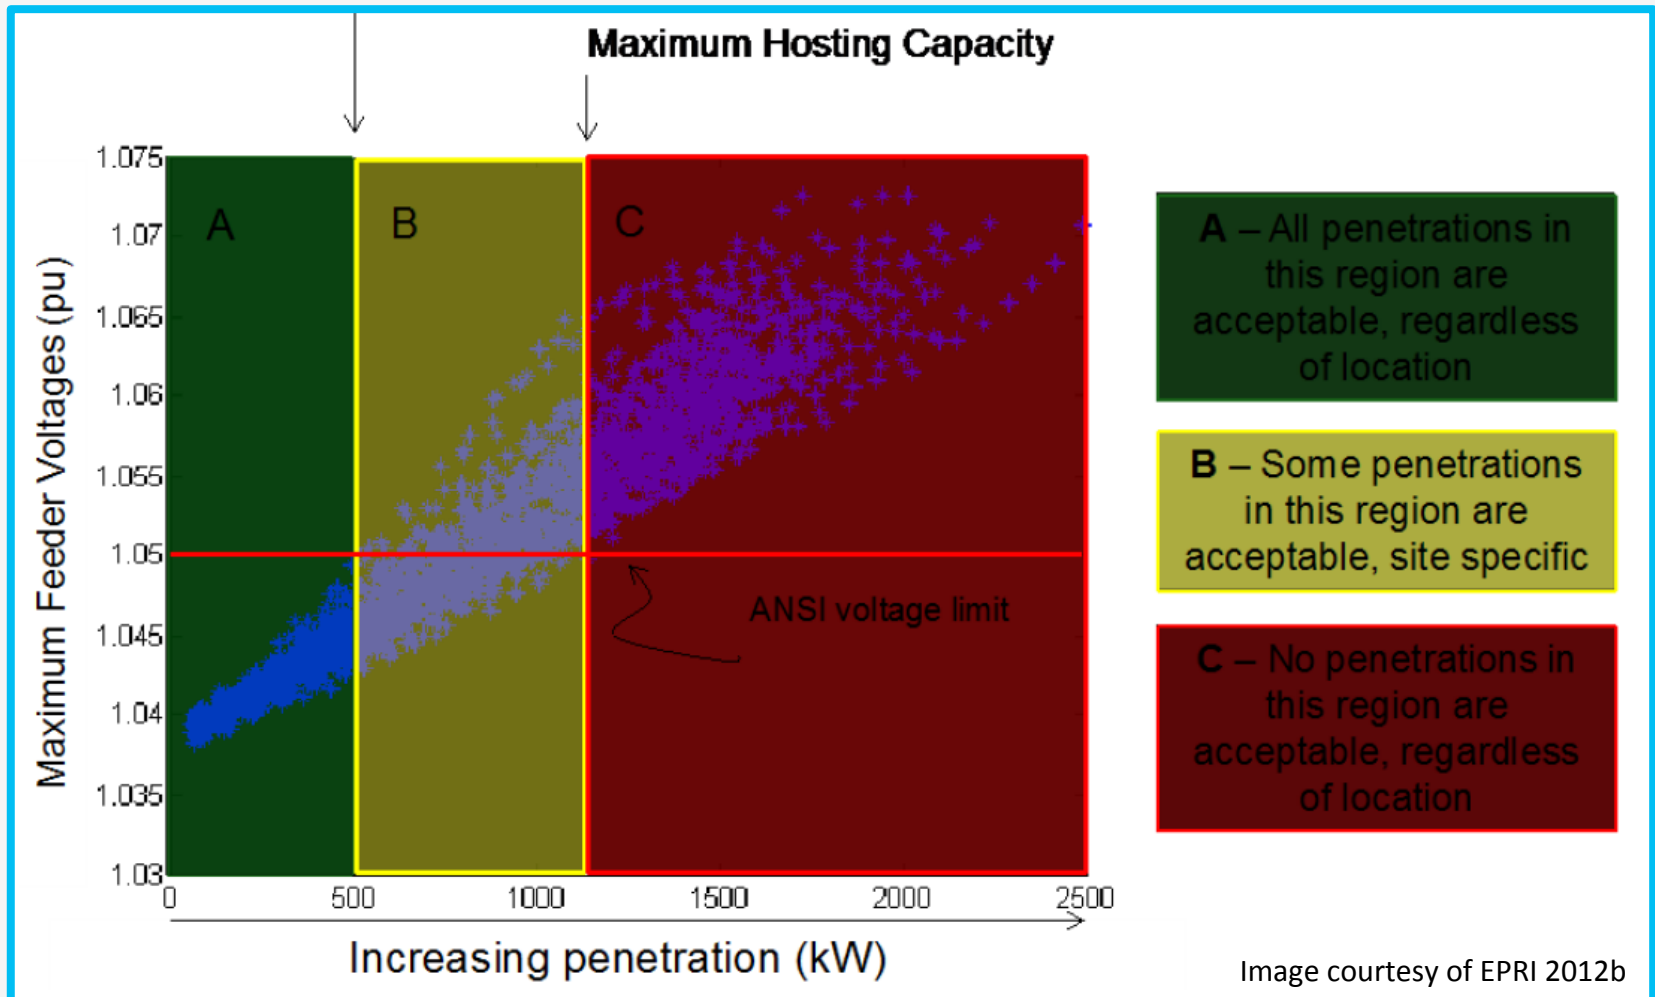 Maximum Hosting Capacity
Maximum Feeder Voltages (pu)
1.075
1.07
1.065
1.06
1.055
1.05
1.045
1.04
1.035
1.03
A
B
C
ANSI voltage limit
0
500
1000
1500
2000
2500
Increasing penetration (kW)
A – All penetrations in
this region are
acceptable, regardless
of location
B – Some penetrations
in this region are
acceptable, site specific
C – No penetrations in
this region are
acceptable, regardless
of location
Image courtesy of EPRI 2012b